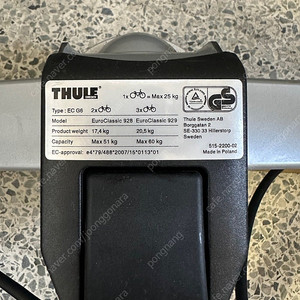 THULE
1x = Max 25 kg
Type: EC G6 2x 3x
Model EuroClassic 928 EuroClassic 929
Product weight 17,4 kg 20,5 kg
Capacity Max 51 kg Max 60 kg
EC-approval: e4*79/488*2007/15*0113*01
Thule Sweden AB
Borggatan 2
SE-330 33 Hillerstorp
Sweden
515-2200-02
Made in Poland